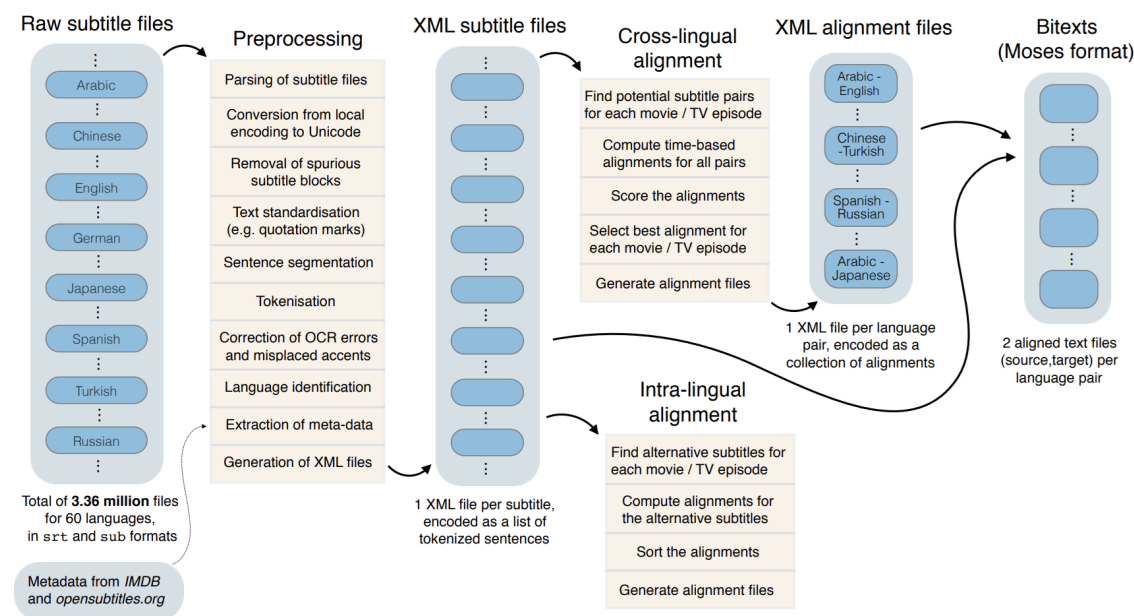 Raw subtitle files
⋮
Arabic
⋮
Chinese
⋮
English
⋮
German
⋮
Japanese
⋮
Spanish
⋮
Turkish
⋮
Russian
⋮
Total of 3.36 million files
for 60 languages,
in srt and sub formats
Metadata from IMDB
and opensubtitles.org
Preprocessing
Parsing of subtitle files
Conversion from local
encoding to Unicode
Removal of spurious
subtitle blocks
Text standardisation
(e.g. quotation marks)
Sentence segmentation
Tokenisation
Correction of OCR errors
and misplaced accents
Language identification
Extraction of meta-data
Generation of XML files
XML subtitle files
⋮
⋮
⋮
⋮
⋮
⋮
⋮
⋮
⋮
1 XML file per subtitle,
encoded as a list of
tokenized sentences
Cross-lingual
alignment
Find potential subtitle pairs
for each movie / TV episode
Compute time-based
alignments for all pairs
Score the alignments
Select best alignment for
each movie / TV episode
Generate alignment files
Intra-lingual
alignment
Find alternative subtitles for
each movie / TV episode
Compute alignments for
the alternative subtitles
Sort the alignments
Generate alignment files
XML alignment files
Arabic -
English
⋮
Chinese
-Turkish
⋮
Spanish -
Russian
⋮
Arabic -
Japanese
1 XML file per language
pair, encoded as a
collection of alignments
Bitexts
(Moses format)
⋮
⋮
⋮
2 aligned text files
(source,target) per
language pair